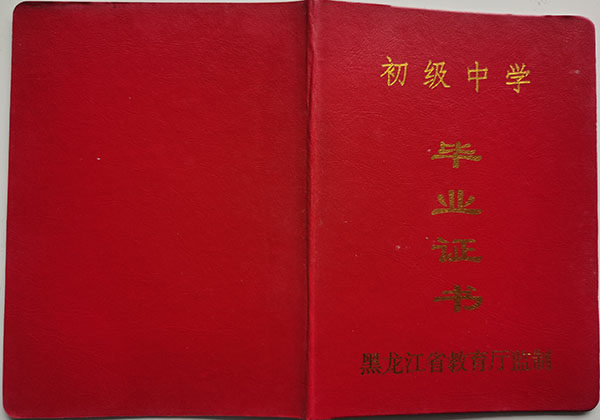 初级中学
毕业证书
黑龙江省教育厅监制